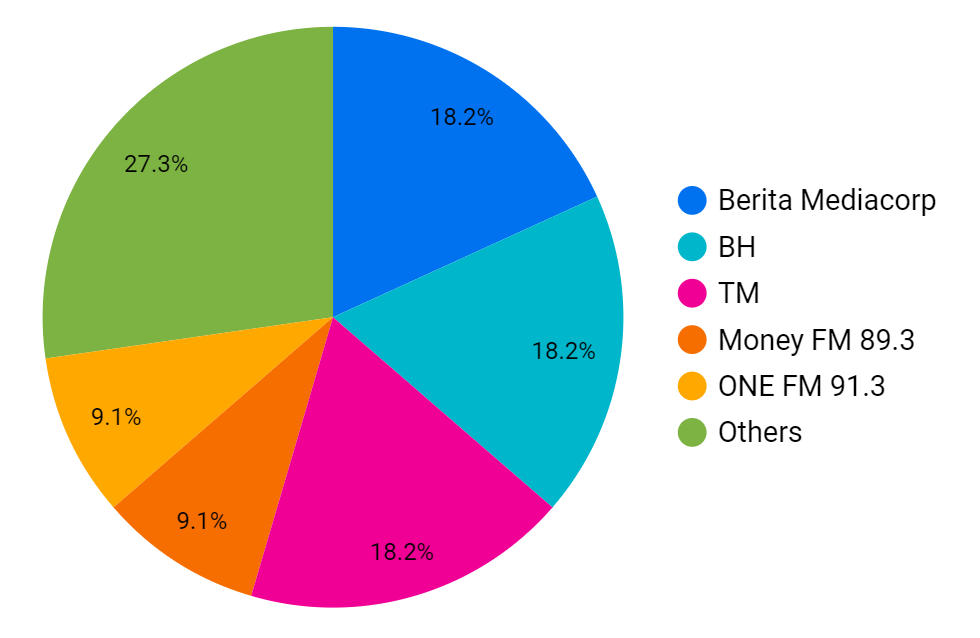 18.2%
27.3%
18.2%
9.1%
9.1%
18.2%
Berita Mediacorp
BH
TM
Money FM 89.3
ONE FM 91.3
Others